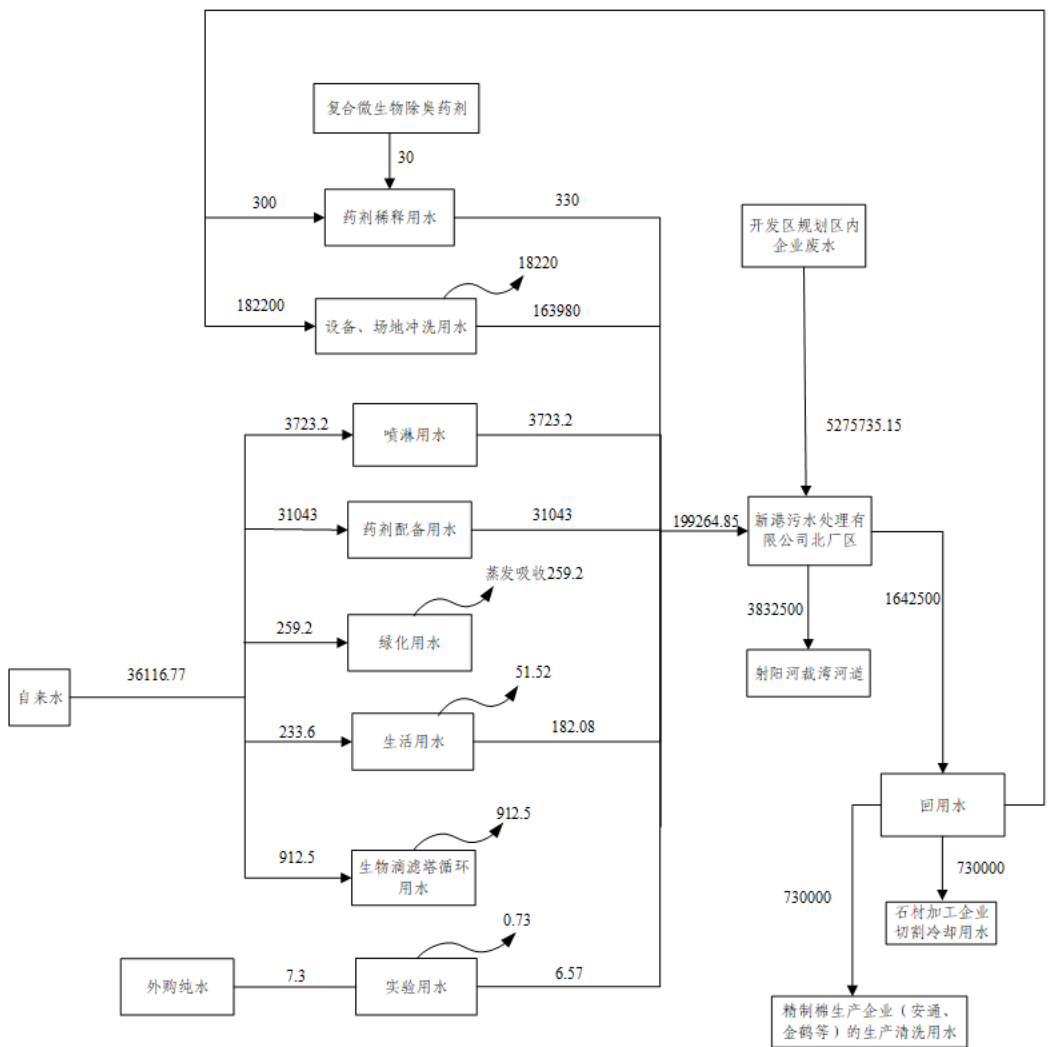 复合微生物除臭药剂
30
300
药剂稀释用水
330
开发区规划区内
企业废水
18220
182200
设备、场地冲洗用水
163980
3723.2
喷淋用水
3723.2
5275735.15
31043
药剂配备用水
31043
199264.85
新港污水处理有
限公司北厂区
蒸发吸收259.2
3832500
1642500
259.2
绿化用水
自来水
36116.77
射阳河裁湾河道
51.52
233.6
生活用水
182.08
回用水
912.5
912.5
生物滴滤塔循环
用水
730000
730000
石材加工企业
切割冷却用水
0.73
外购纯水
7.3
实验用水
6.57
精制棉生产企业（安通、
金鹤等）的生产清洗用水